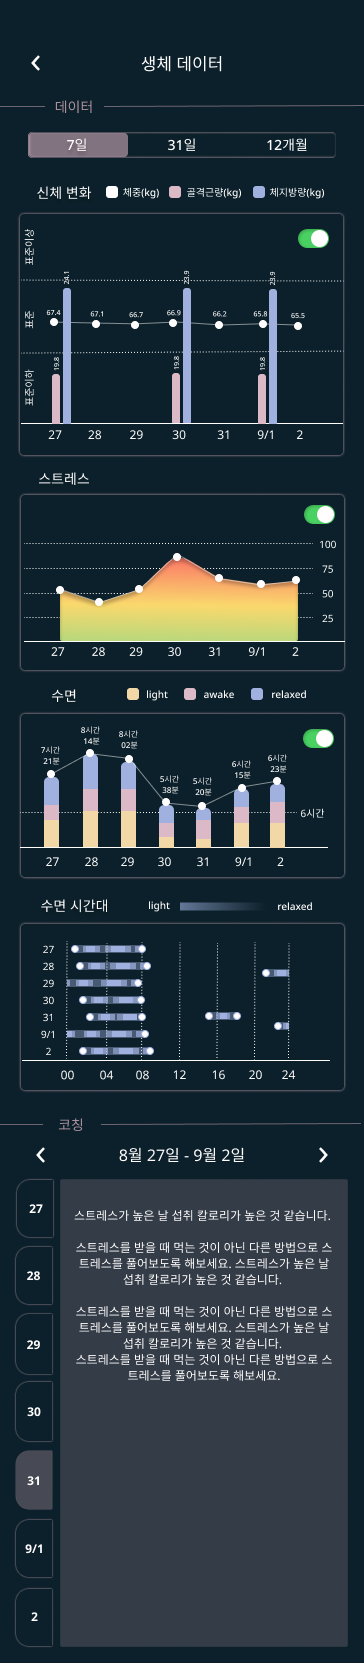 생체 데이터
데이터
7일 31일 12개월
신체 변화 체중(kg) 골격근량(kg) 체지방량(kg)
표준이상
표준
표준이하
67.4 67.1 66.7 66.9 66.2 65.8 65.5
24.1 23.9 23.9
19.8 19.8 19.8
27 28 29 30 31 9/1 2
스트레스
100
75
50
25
27 28 29 30 31 9/1 2
수면 light awake relaxed
7시간 21분
8시간 14분
8시간 02분
5시간 38분
5시간 20분
6시간 15분
6시간 23분
6시간
27 28 29 30 31 9/1 2
수면 시간대 light relaxed
27
28
29
30
31
9/1
2
00 04 08 12 16 20 24
코칭
8월 27일 - 9월 2일
27
28
29
30
31
9/1
2
스트레스가 높은 날 섭취 칼로리가 높은 것 같습니다.
스트레스를 받을 때 먹는 것이 아닌 다른 방법으로 스
트레스를 풀어보도록 해보세요. 스트레스가 높은 날
섭취 칼로리가 높은 것 같습니다.
스트레스를 받을 때 먹는 것이 아닌 다른 방법으로 스
트레스를 풀어보도록 해보세요. 스트레스가 높은 날
섭취 칼로리가 높은 것 같습니다.
스트레스를 받을 때 먹는 것이 아닌 다른 방법으로 스
트레스를 풀어보도록 해보세요.